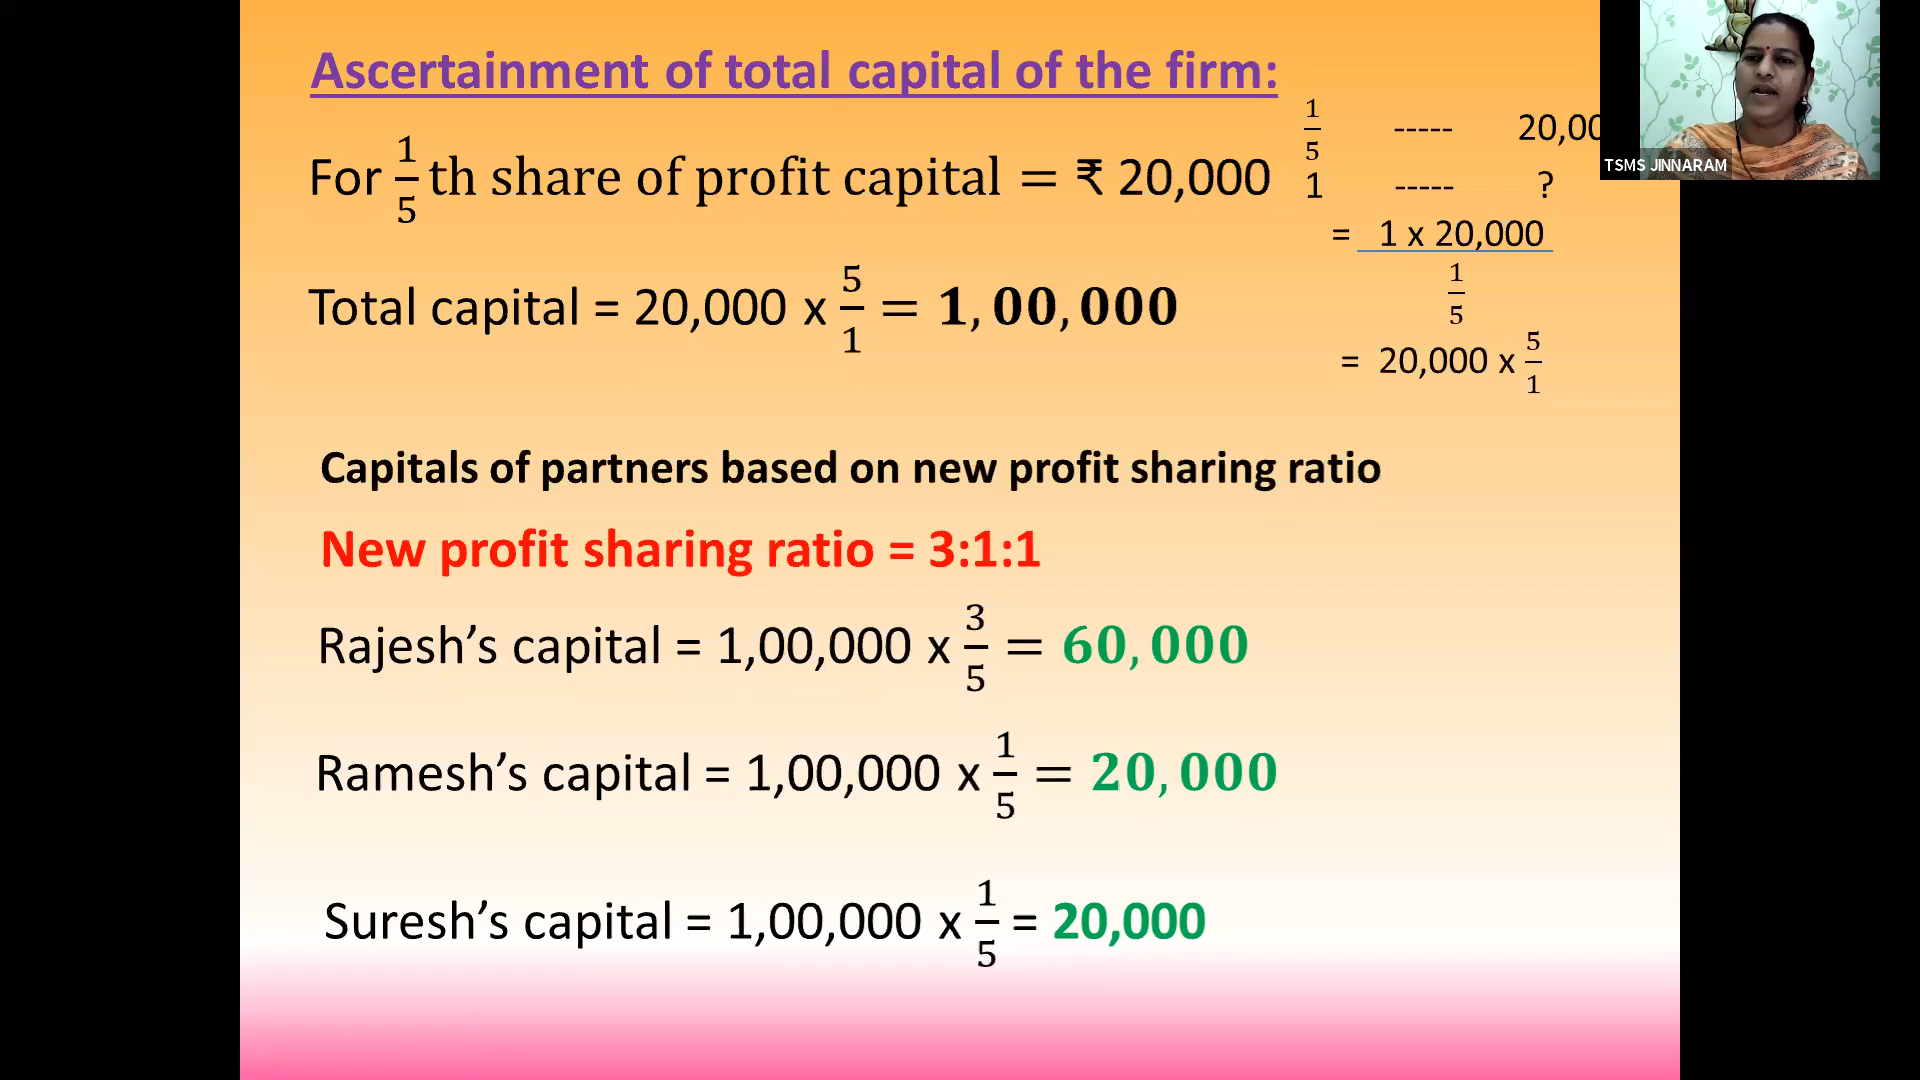 Ascertainment of total capital of the firm:
For 1/5 th share of profit capital = ₹ 20,000
Total capital = 20,000 x 5/1 = 1,00,000
1/5 ----- 20,00
1 ----- ?
= 1 x 20,000
1/5
= 20,000 x 5/1
TSMS JINNARAM
Capitals of partners based on new profit sharing ratio
New profit sharing ratio = 3:1:1
Rajesh’s capital = 1,00,000 x 3/5 = 60,000
Ramesh’s capital = 1,00,000 x 1/5 = 20,000
Suresh’s capital = 1,00,000 x 1/5 = 20,000